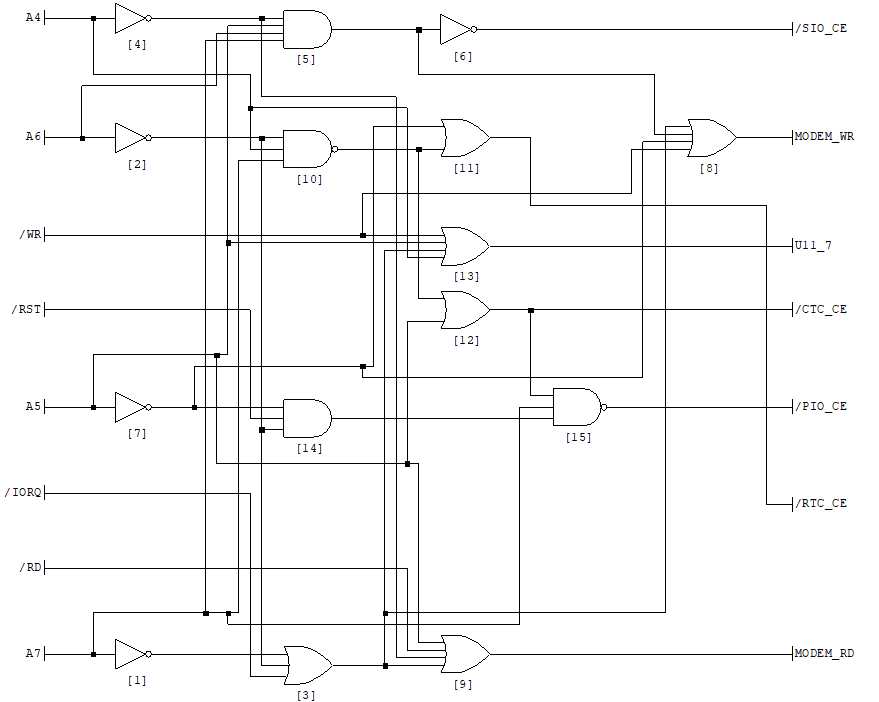 A4
[4]
[5]
[6]
/SIO_CE
A6
[2]
[10]
[11]
[8]
MODEM_WR
/WR
[13]
U11_7
/RST
[12]
/CTC_CE
A5
[7]
[14]
[15]
/PIO_CE
/IORQ
/RTC_CE
/RD
A7
[1]
[3]
[9]
MODEM_RD